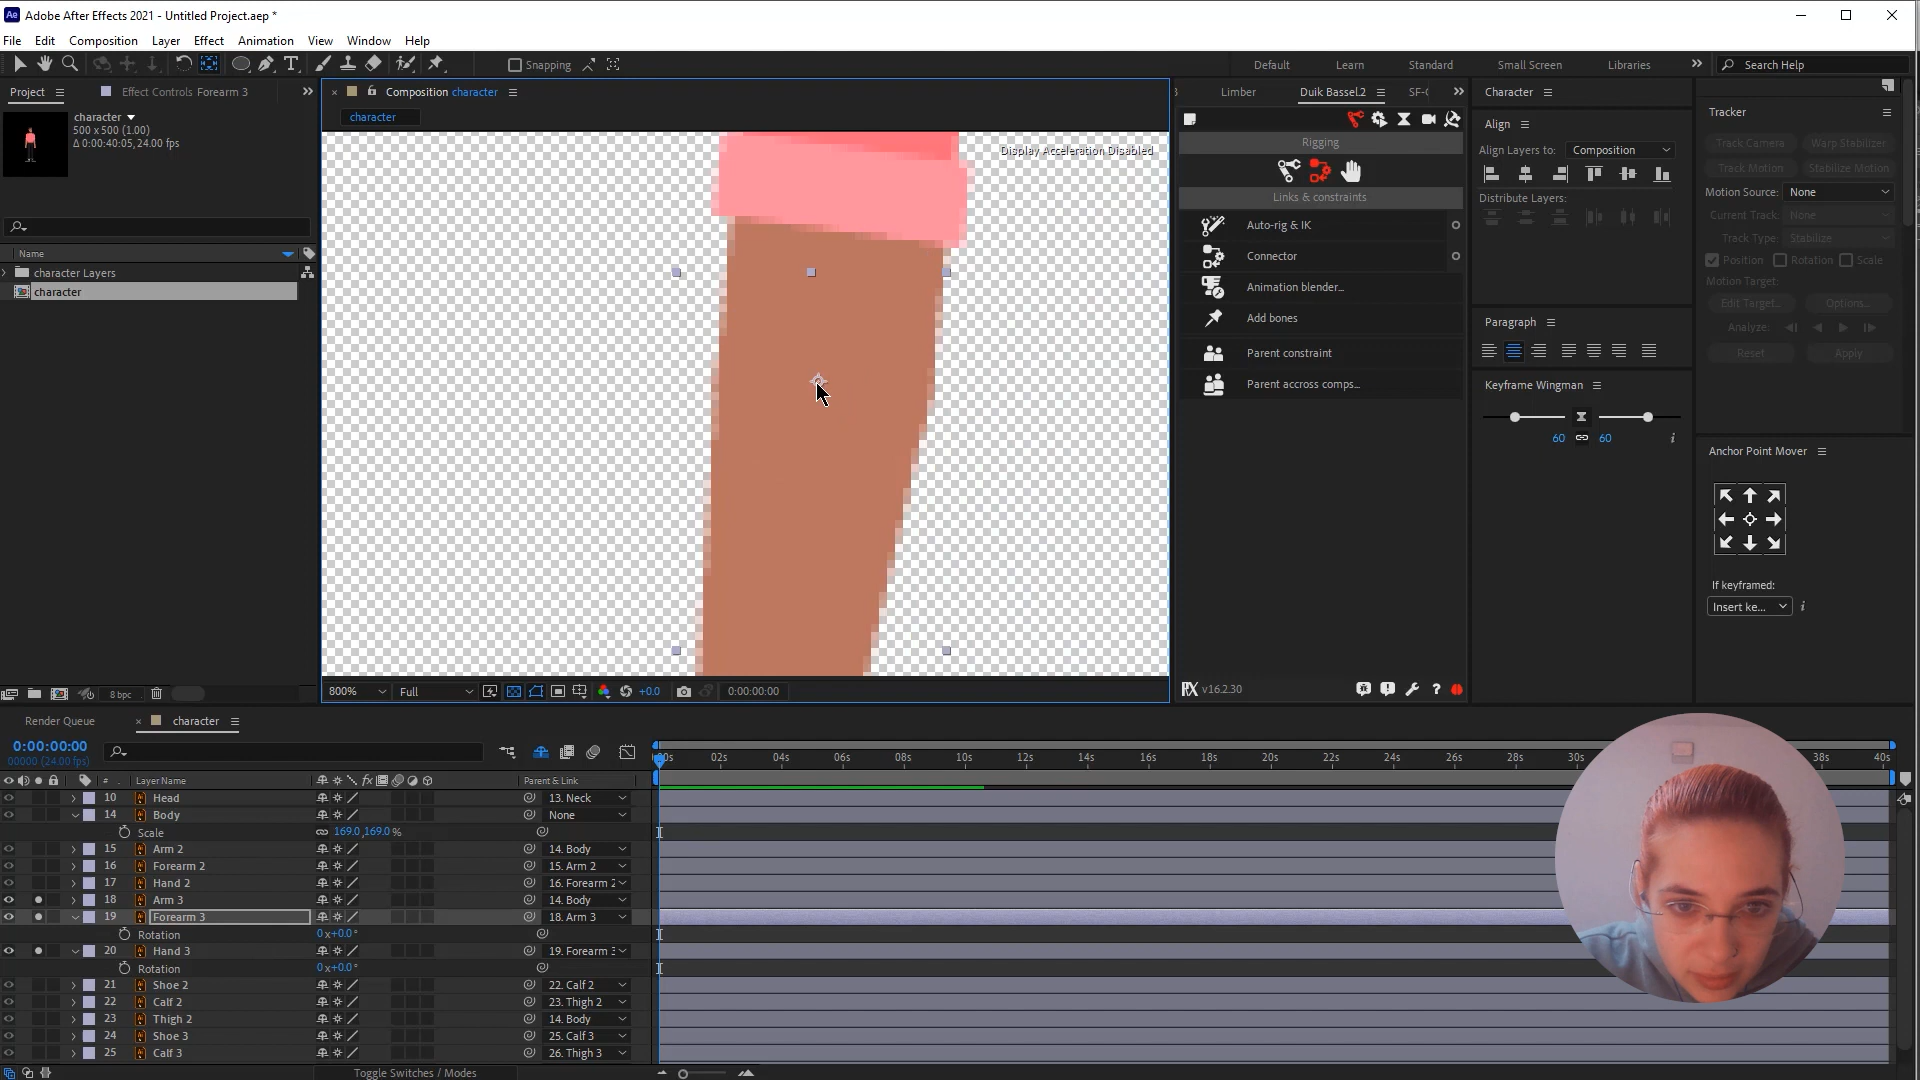 Ae Adobe After Effects 2021 - Untitled Project.aep *
File Edit Composition Layer Effect Animation View Window Help
Snapping
Default Learn Standard Small Screen Libraries
Search Help
Project
Effect Controls Forearm 3
character
500 x 500 (1.00)
Δ 0:00:40:05, 24.00 fps
Name
character Layers
character
8 bpc
Composition character
character
Display Acceleration Disabled
800%
Full
+0.0
0:00:00:00
Limber
Duik Bassel.2
SF-(
Rigging
Links & constraints
Auto-rig & IK
Connector
Animation blender...
Add bones
Parent constraint
Parent accross comps...
v16.2.30
Character
Align
Align Layers to: Composition
Distribute Layers:
Paragraph
Keyframe Wingman
60
60
Tracker
Track Camera Warp Stabilizer
Track Motion Stabilize Motion
Motion Source: None
Current Track: None
Track Type: Stabilize
Position Rotation Scale
Motion Target:
Edit Target... Options...
Analyze:
Reset Apply
Anchor Point Mover
If keyframed:
Insert ke...
Render Queue
character
0:00:00:00
00000 (24.00 fps)
# Layer Name Parent & Link
10 Head 13. Neck
14 Body None
Scale 169.0,169.0 %
15 Arm 2 14. Body
16 Forearm 2 15. Arm 2
17 Hand 2 16. Forearm 2
18 Arm 3 14. Body
19 Forearm 3 18. Arm 3
Rotation 0x+0.0°
20 Hand 3 19. Forearm 3
Rotation 0x+0.0°
21 Shoe 2 22. Calf 2
22 Calf 2 23. Thigh 2
23 Thigh 2 14. Body
24 Shoe 3 25. Calf 3
25 Calf 3 26. Thigh 3
Toggle Switches / Modes
00s 02s 04s 06s 08s 10s 12s 14s 16s 18s 20s 22s 24s 26s 28s 30s 38s 40s